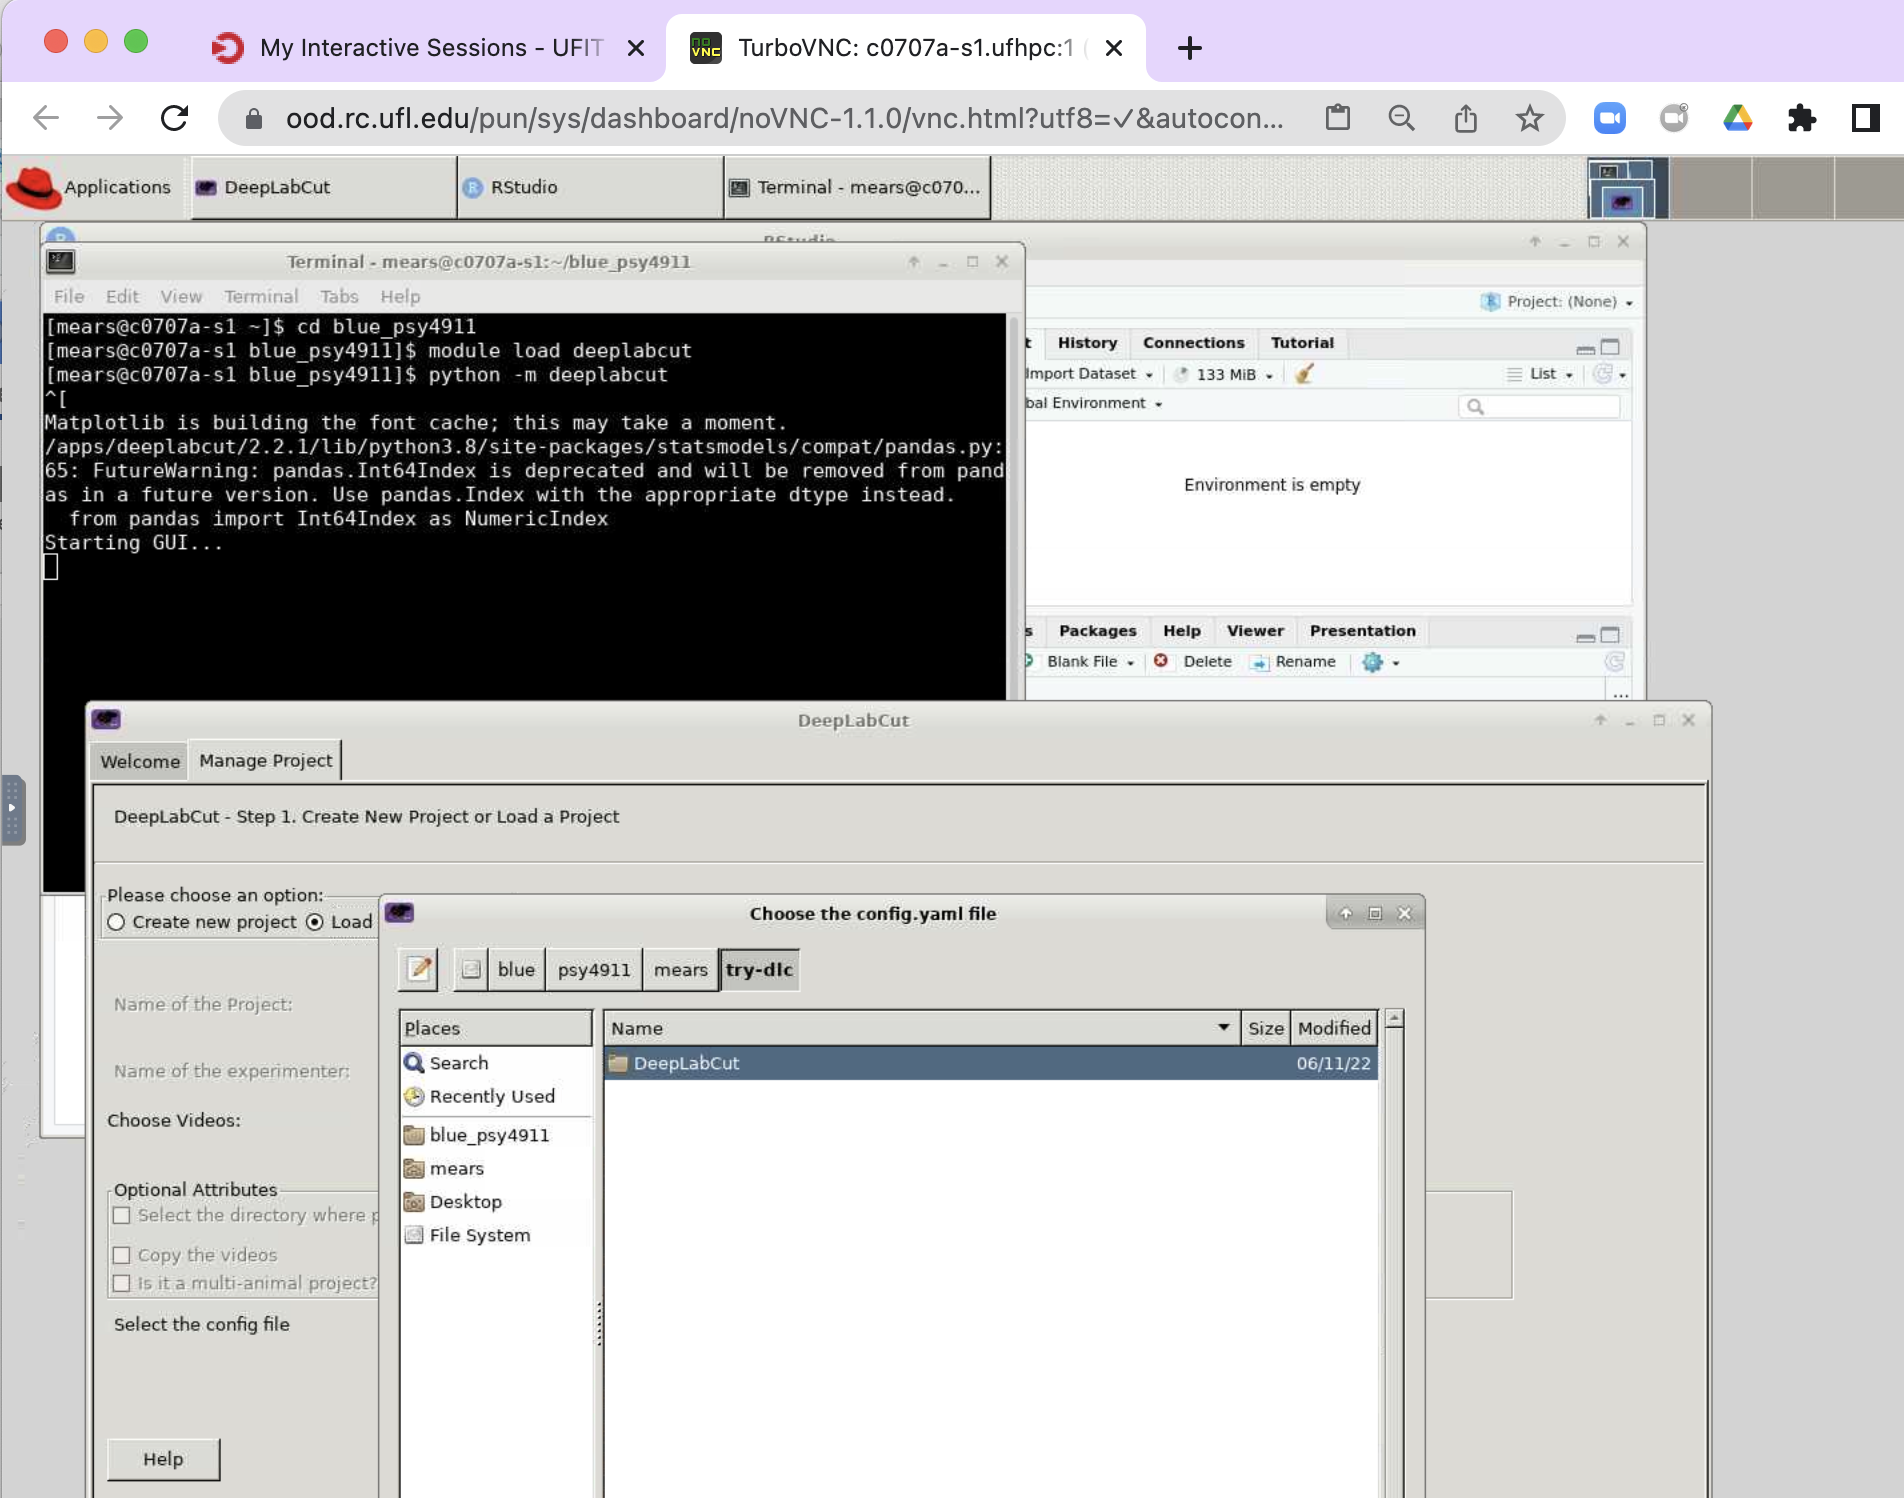 My Interactive Sessions - UFIT
TurboVNC: c0707a-s1.ufhpc:1 (
ood.rc.ufl.edu/pun/sys/dashboard/noVNC-1.1.0/vnc.html?utf8=✓&autocon...
Applications
DeepLabCut
RStudio
Terminal - mears@c070...
RStudio
Terminal - mears@c0707a-s1:~/blue_psy4911
File Edit View Terminal Tabs Help
Project: (None)
[mears@c0707a-s1 ~]$ cd blue_psy4911
[mears@c0707a-s1 blue_psy4911]$ module load deeplabcut
[mears@c0707a-s1 blue_psy4911]$ python -m deeplabcut
^[
Matplotlib is building the font cache; this may take a moment.
/apps/deeplabcut/2.2.1/lib/python3.8/site-packages/statsmodels/compat/pandas.py:
65: FutureWarning: pandas.Int64Index is deprecated and will be removed from pand
as in a future version. Use pandas.Index with the appropriate dtype instead.
from pandas import Int64Index as NumericIndex
Starting GUI...
t History Connections Tutorial
Import Dataset 133 MiB List
bal Environment
Environment is empty
s Packages Help Viewer Presentation
Blank File Delete Rename
...
DeepLabCut
Welcome Manage Project
DeepLabCut - Step 1. Create New Project or Load a Project
Please choose an option:
Create new project Load
Name of the Project:
Name of the experimenter:
Choose Videos:
Optional Attributes
Select the directory where p
Copy the videos
Is it a multi-animal project?
Select the config file
Help
Choose the config.yaml file
blue psy4911 mears try-dlc
Places
Search
Recently Used
blue_psy4911
mears
Desktop
File System
Name Size Modified
DeepLabCut 06/11/22